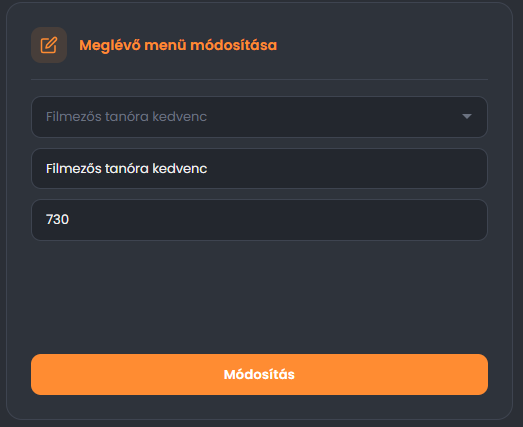 Meglévő menü módosítása
Filmezős tanóra kedvenc
Filmezős tanóra kedvenc
730
Módosítás